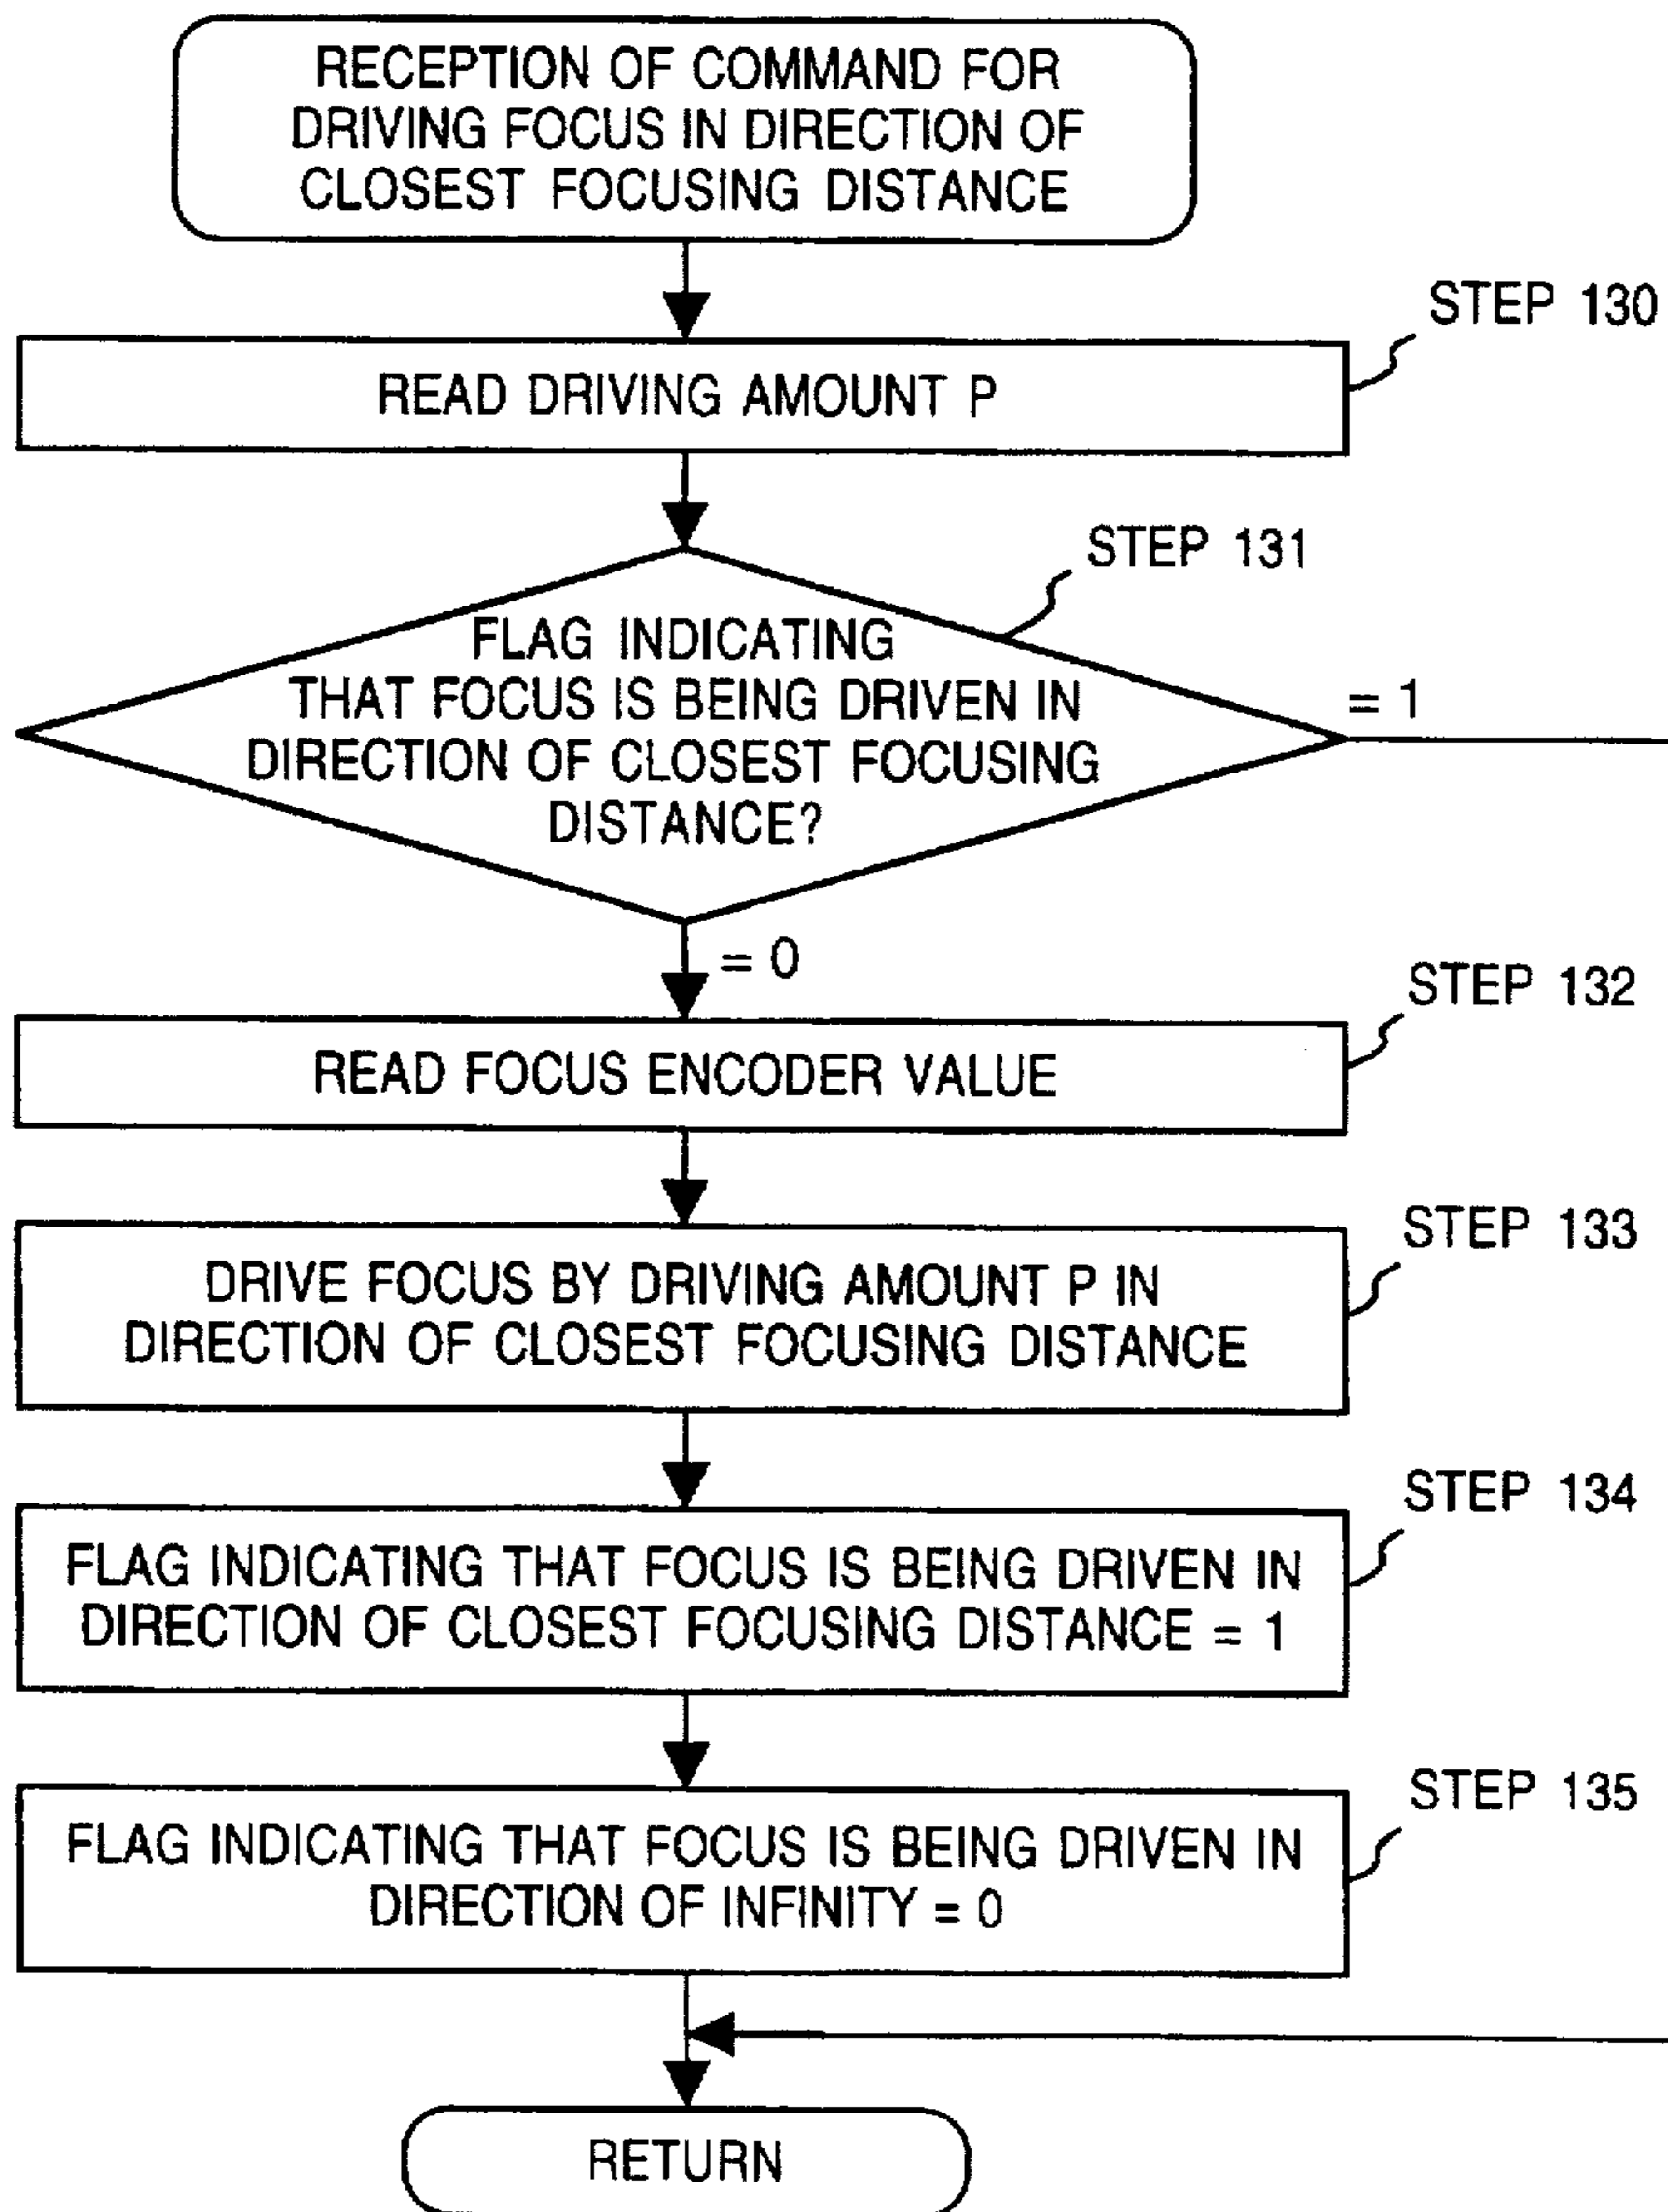 RECEPTION OF COMMAND FOR
DRIVING FOCUS IN DIRECTION OF
CLOSEST FOCUSING DISTANCE
STEP 130
READ DRIVING AMOUNT P
STEP 131
FLAG INDICATING
THAT FOCUS IS BEING DRIVEN IN
DIRECTION OF CLOSEST FOCUSING
DISTANCE?
= 1
= 0
STEP 132
READ FOCUS ENCODER VALUE
STEP 133
DRIVE FOCUS BY DRIVING AMOUNT P IN
DIRECTION OF CLOSEST FOCUSING DISTANCE
STEP 134
FLAG INDICATING THAT FOCUS IS BEING DRIVEN IN
DIRECTION OF CLOSEST FOCUSING DISTANCE = 1
STEP 135
FLAG INDICATING THAT FOCUS IS BEING DRIVEN IN
DIRECTION OF INFINITY = 0
RETURN